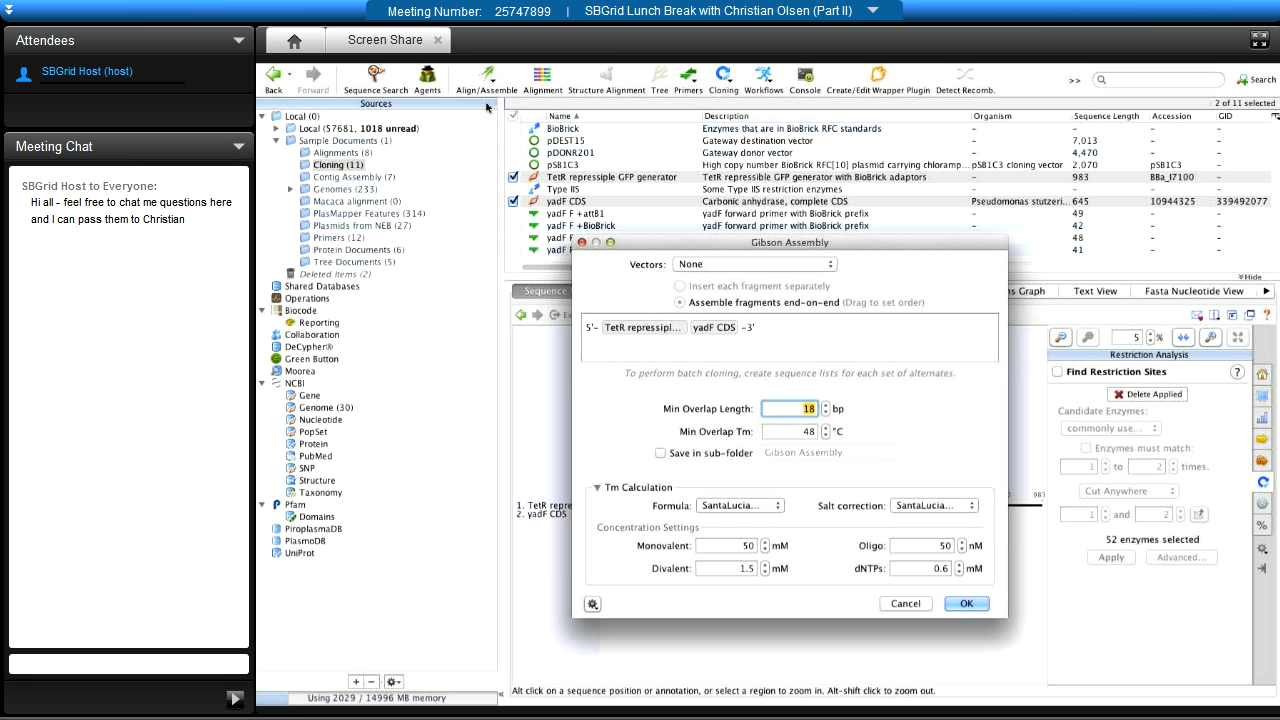 Meeting Number: 25747899 | SBGrid Lunch Break with Christian Olsen (Part II)
Attendees
SBGrid Host (host)
Meeting Chat
SBGrid Host to Everyone:
Hi all - feel free to chat me questions here
and I can pass them to Christian
Screen Share
Back
Forward
Sequence Search
Agents
Align/Assemble
Alignment
Structure Alignment
Tree
Primers
Cloning
Workflows
Console
Create/Edit Wrapper Plugin
Detect Recomb.
>>
Search
Sources
Local (0)
Local (57681, 1018 unread)
Sample Documents (1)
Alignments (8)
Cloning (11)
Contig Assembly (7)
Genomes (233)
Macaca alignment (0)
PlasMapper Features (314)
Plasmids from NEB (27)
Primers (12)
Protein Documents (6)
Tree Documents (5)
Deleted Items (2)
Shared Databases
Operations
Biocode
Reporting
Collaboration
DeCypher®
Green Button
Moorea
NCBI
Gene
Genome (30)
Nucleotide
PopSet
Protein
PubMed
SNP
Structure
Taxonomy
Pfam
Domains
PiroplasmaDB
PlasmoDB
UniProt
Using 2029 / 14996 MB memory
2 of 11 selected
Name Description Organism Sequence Length Accession GID
BioBrick Enzymes that are in BioBrick RFC standards
pDEST15 Gateway destination vector – 7,013 – –
pDONR201 Gateway donor vector – 4,470 – –
pSB1C3 High copy number BioBrick RFC[10] plasmid carrying chloramp... pSB1C3 cloning vector 2,070 pSB1C3 –
TetR repressible GFP generator TetR repressible GFP generator with BioBrick adaptors – 983 BBa_I7100 –
Type IIS Some Type IIS restriction enzymes
yadF CDS Carbonic anhydrase, complete CDS Pseudomonas stutzeri... 645 10944325 339492077
yadF F +attB1 yadF forward primer with BioBrick prefix – 49 – –
yadF F +BioBrick yadF forward primer with BioBrick prefix – 42 – –
yadF – 48 – –
yadF – 41 – –
Hide
Sequence V
s Graph
Text View
Fasta Nucleotide View
Ex
5 %
1. TetR repre
2. yadF CDS
983
Gibson Assembly
Vectors: None
Insert each fragment separately
Assemble fragments end-on-end (Drag to set order)
5'- TetR repressipl... yadF CDS -3'
To perform batch cloning, create sequence lists for each set of alternates.
Min Overlap Length: 18 bp
Min Overlap Tm: 48 °C
Save in sub-folder Gibson Assembly
Tm Calculation
Formula: SantaLucia... Salt correction: SantaLucia...
Concentration Settings
Monovalent: 50 mM Oligo: 50 nM
Divalent: 1.5 mM dNTPs: 0.6 mM
Cancel OK
Restriction Analysis
Find Restriction Sites ?
Delete Applied
Candidate Enzymes:
commonly use...
Enzymes must match:
1 to 2 times.
Cut Anywhere
1 and 2
52 enzymes selected
Apply Advanced...
Alt click on a sequence position or annotation, or select a region to zoom in. Alt-shift click to zoom out.